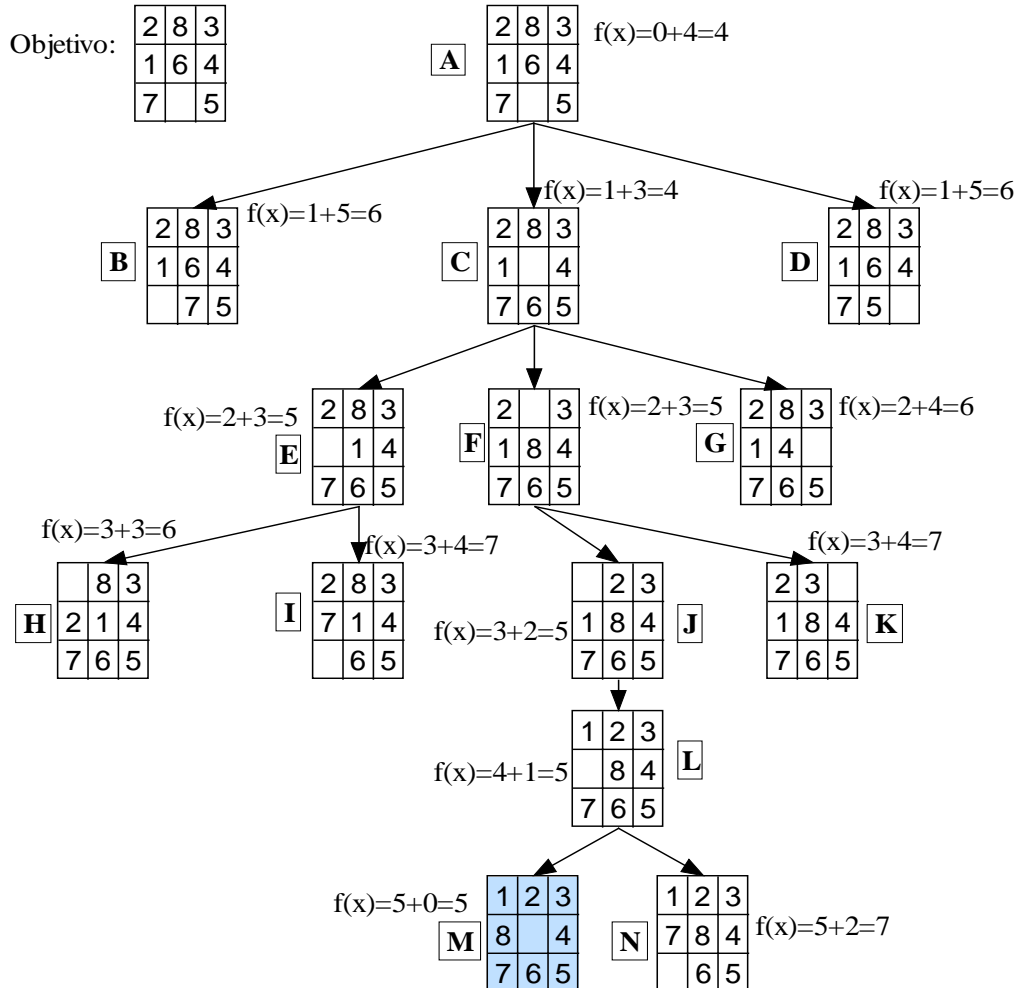 Objetivo:
2 8 3
1 6 4
7 5
A
2 8 3
1 6 4
7 5
f(x)=0+4=4
B
2 8 3
1 6 4
7 5
f(x)=1+5=6
C
f(x)=1+3=4
2 8 3
1 4
7 6 5
D
f(x)=1+5=6
2 8 3
1 6 4
7 5
f(x)=2+3=5
E
2 8 3
1 4
7 6 5
F
2 3
1 8 4
7 6 5
f(x)=2+3=5
G
2 8 3
1 4
7 6 5
f(x)=2+4=6
f(x)=3+3=6
H
8 3
2 1 4
7 6 5
f(x)=3+4=7
I
2 8 3
7 1 4
6 5
f(x)=3+2=5
2 3
1 8 4
7 6 5
J
f(x)=3+4=7
2 3
1 8 4
7 6 5
K
f(x)=4+1=5
1 2 3
8 4
7 6 5
L
f(x)=5+0=5
M
1 2 3
8 4
7 6 5
N
1 2 3
7 8 4
6 5
f(x)=5+2=7